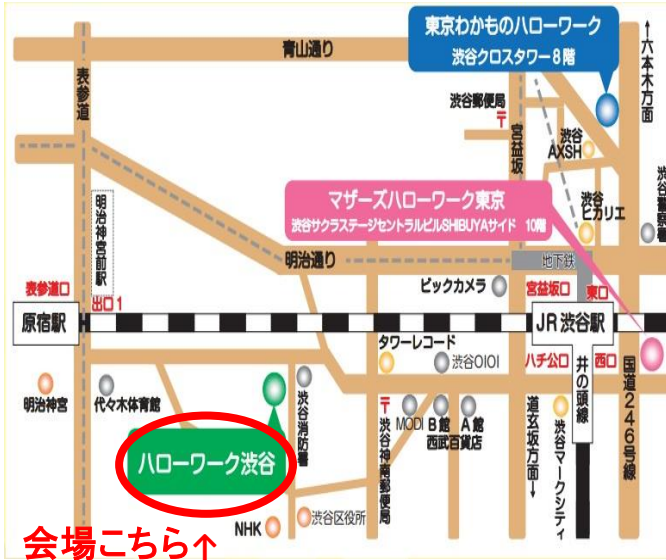 東京わかものハローワーク
渋谷クロスタワー8階
↑六本木方面
青山通り
表参道
渋谷郵便局
〒
宮益坂
渋谷
AXSH
渋谷警察署
マザーズハローワーク東京
渋谷サクラステージセントラルビルSHIBUYAサイド 10階
渋谷
ヒカリエ
明治神宮前駅
明治通り
地下鉄
ビックカメラ
宮益坂口
東口
表参道口
出口1
原宿駅
JR渋谷駅
タワーレコード
渋谷OIOI
ハチ公口
西口
明治神宮
代々木体育館
渋谷消防署
〒
渋谷神南郵便局
MODI
B館
A館
西武百貨店
道玄坂方面→
井の頭線
渋谷マークシティ
国道246号線
ハローワーク渋谷
NHK
渋谷区役所
会場こちら↑